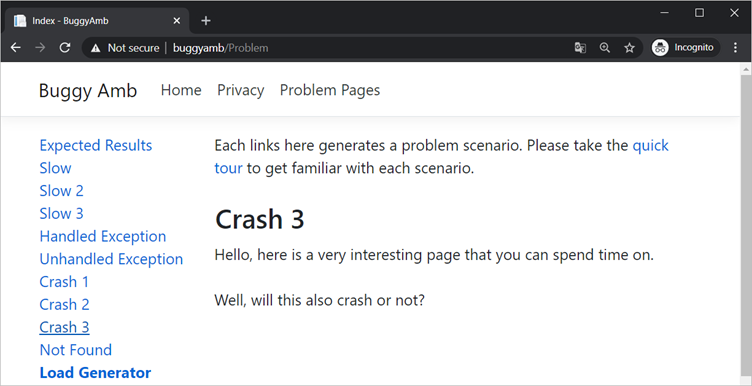 Index - BuggyAmb
Not secure | buggyamb/Problem
Incognito
Buggy Amb Home Privacy Problem Pages
Expected Results
Slow
Slow 2
Slow 3
Handled Exception
Unhandled Exception
Crash 1
Crash 2
Crash 3
Not Found
Load Generator
Each links here generates a problem scenario. Please take the quick
tour to get familiar with each scenario.
Crash 3
Hello, here is a very interesting page that you can spend time on.
Well, will this also crash or not?